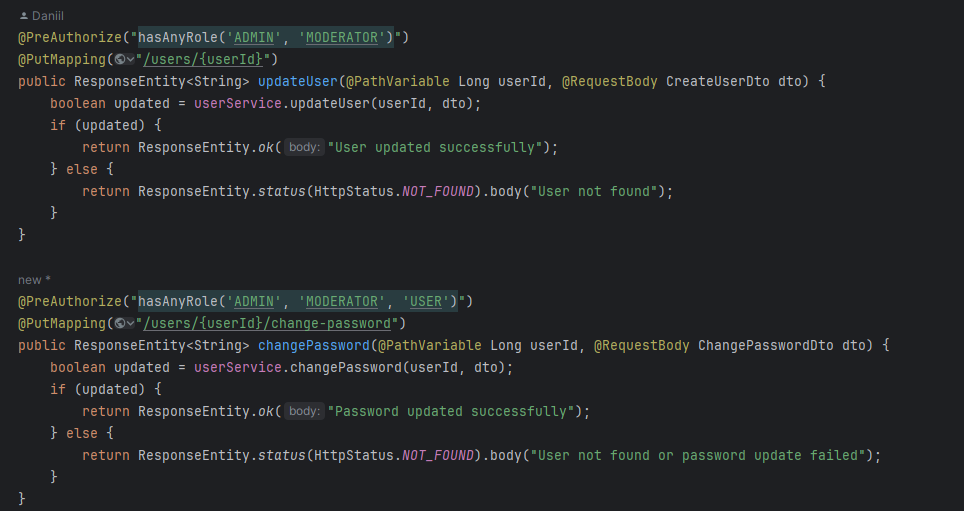 Daniil
@PreAuthorize("hasAnyRole('ADMIN', 'MODERATOR')")
@PutMapping("/users/{userId}")
public ResponseEntity<String> updateUser(@PathVariable Long userId, @RequestBody CreateUserDto dto) {
    boolean updated = userService.updateUser(userId, dto);
    if (updated) {
        return ResponseEntity.ok( body: "User updated successfully");
    } else {
        return ResponseEntity.status(HttpStatus.NOT_FOUND).body("User not found");
    }
}
new *
@PreAuthorize("hasAnyRole('ADMIN', 'MODERATOR', 'USER')")
@PutMapping("/users/{userId}/change-password")
public ResponseEntity<String> changePassword(@PathVariable Long userId, @RequestBody ChangePasswordDto dto) {
    boolean updated = userService.changePassword(userId, dto);
    if (updated) {
        return ResponseEntity.ok( body: "Password updated successfully");
    } else {
        return ResponseEntity.status(HttpStatus.NOT_FOUND).body("User not found or password update failed");
    }
}